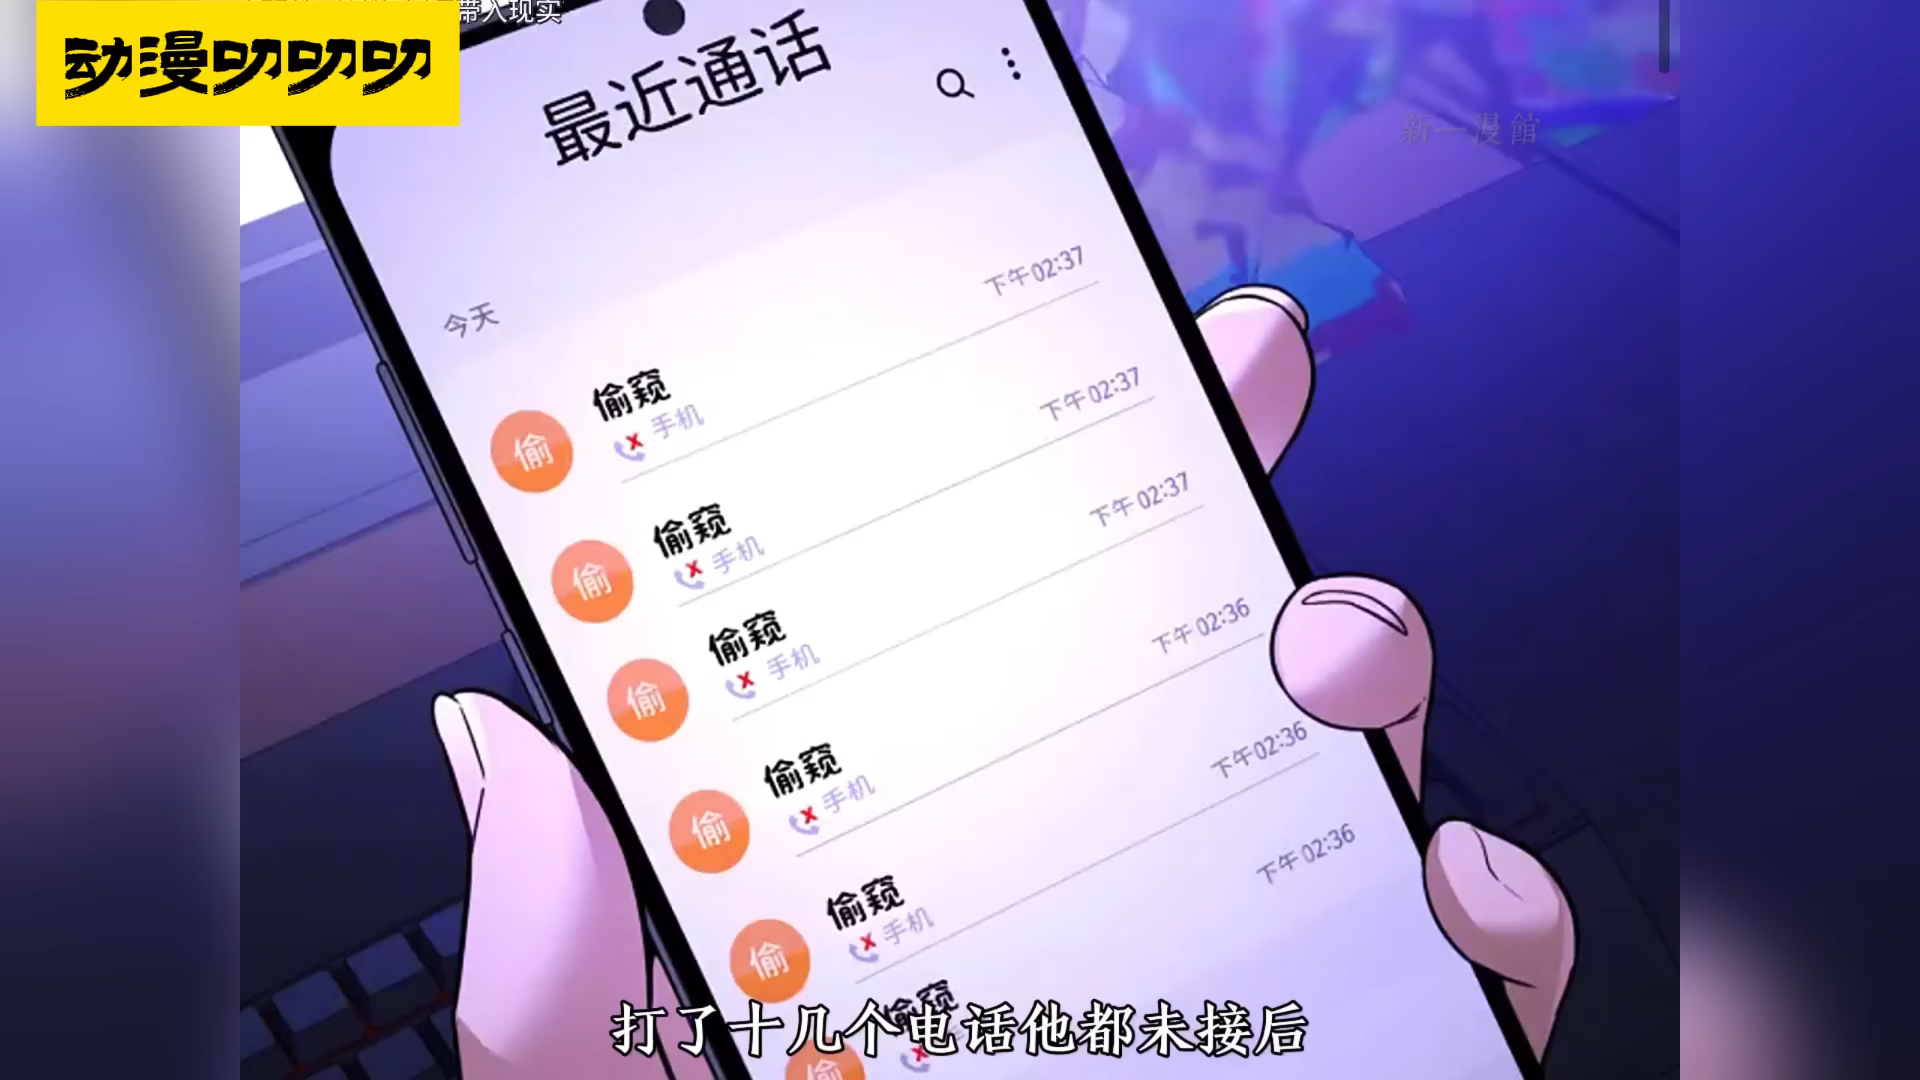 带入现实
动漫叨叨叨
最近通话
新一漫館
今天
下午02:37
偷
偷窥
手机
下午02:37
偷
偷窥
手机
下午02:37
偷
偷窥
手机
下午02:36
偷
偷窥
手机
下午02:36
偷
偷窥
手机
下午02:36
偷
偷窥
打了十几个电话他都未接后